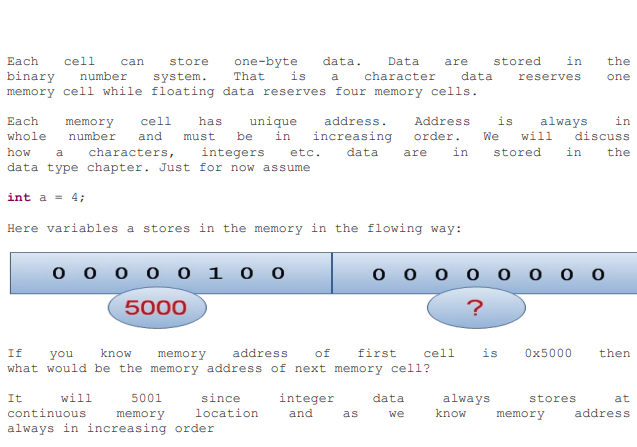 Each cell can store one-byte data. Data are stored in the
binary number system. That is a character data reserves one
memory cell while floating data reserves four memory cells.
Each memory cell has unique address. Address is always in
whole number and must be in increasing order. We will discuss
how a characters, integers etc. data are in stored in the
data type chapter. Just for now assume
int a = 4;
Here variables a stores in the memory in the flowing way:
0 0 0 0 0 1 0 0 0 0 0 0 0 0 0 0
5000 ?
If you know memory address of first cell is 0x5000 then
what would be the memory address of next memory cell?
It will 5001 since integer data always stores at
continuous memory location and as we know memory address
always in increasing order